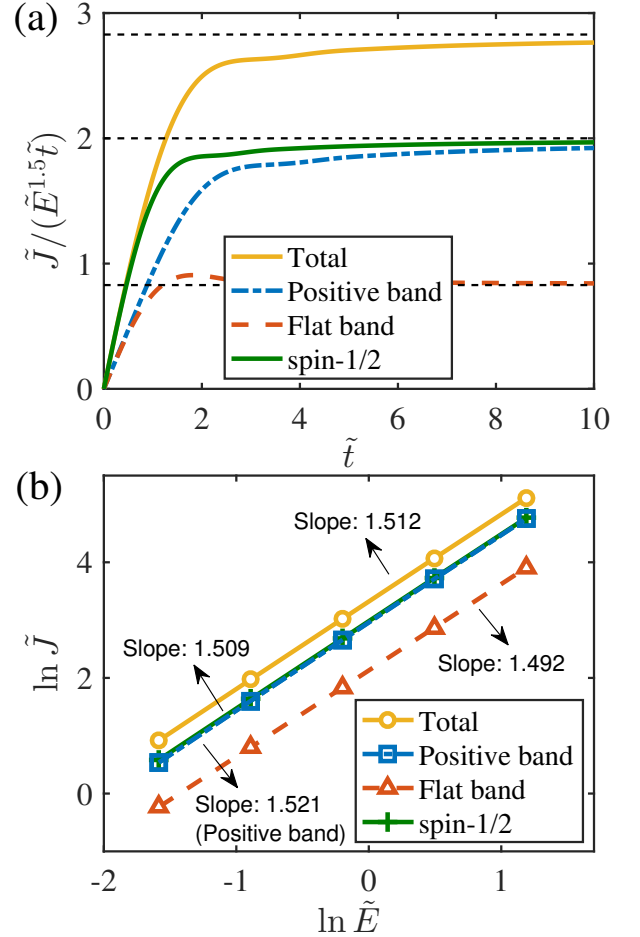 (a)
3
2
1
0
J̃/(Ẽ^{1.5}t̃)
Total
Positive band
Flat band
spin-1/2
0 2 4 6 8 10
t̃
(b)
4
2
0
ln J̃
Slope: 1.512
Slope: 1.509
Slope: 1.492
Slope: 1.521
(Positive band)
Total
Positive band
Flat band
spin-1/2
-2 -1 0 1
ln Ẽ